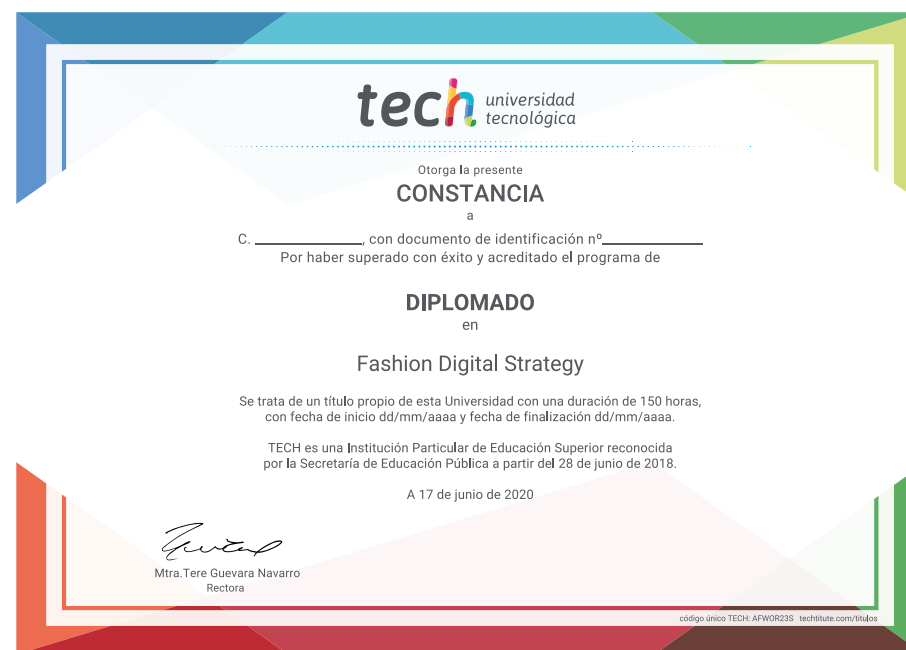 tech universidad
tecnológica
Otorga la presente
CONSTANCIA
a
C. ______________, con documento de identificación nº_____________
Por haber superado con éxito y acreditado el programa de
DIPLOMADO
en
Fashion Digital Strategy
Se trata de un título propio de esta Universidad con una duración de 150 horas,
con fecha de inicio dd/mm/aaaa y fecha de finalización dd/mm/aaaa.
TECH es una Institución Particular de Educación Superior reconocida
por la Secretaría de Educación Pública a partir del 28 de junio de 2018.
A 17 de junio de 2020
Mtra.Tere Guevara Navarro
Rectora
código único TECH: AFWOR23S techtitute.com/titulos